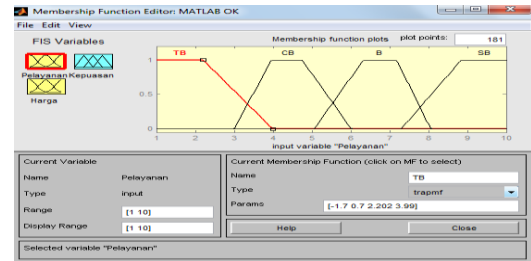 Membership Function Editor: MATLAB OK
File Edit View
FIS Variables
Membership function plots plot points: 181
TB CB B SB
1
0.5
0
Pelayanan Kepuasan
Harga
1 2 3 4 5 6 7 8 9 10
input variable "Pelayanan"
Current Variable
Name Pelayanan
Type input
Range [1 10]
Display Range [1 10]
Current Membership Function (click on MF to select)
Name TB
Type trapmf
Params [-1.7 0.7 2.202 3.99]
Help Close
Selected variable "Pelayanan"